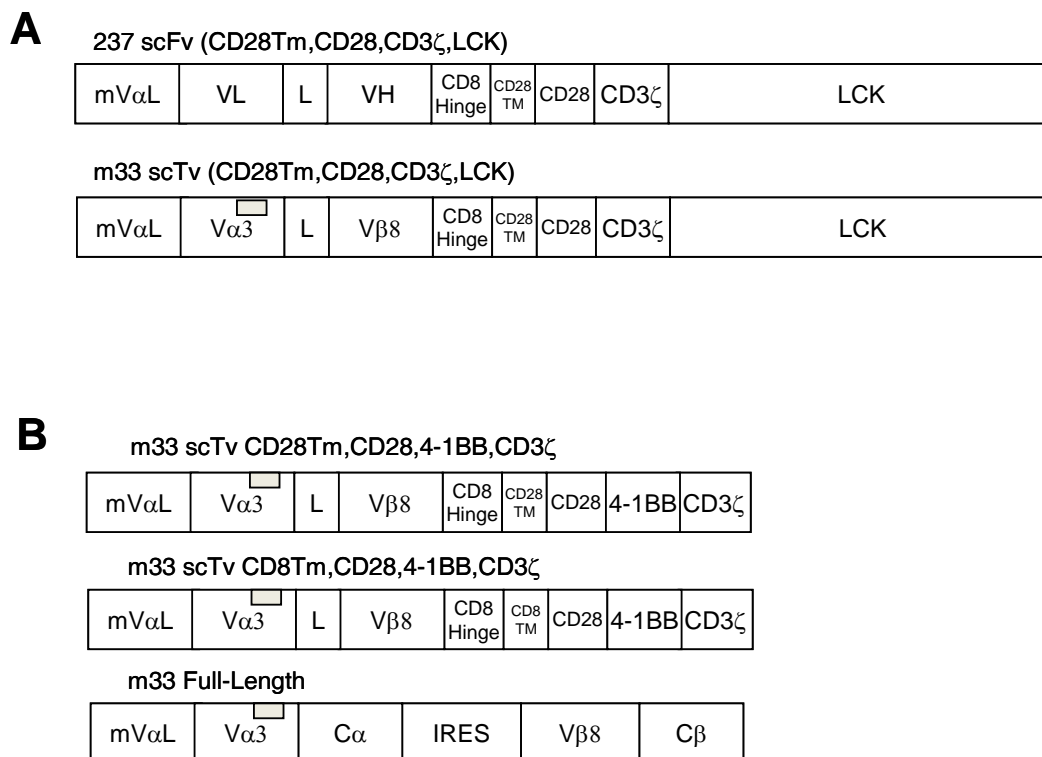 A
237 scFv (CD28Tm,CD28,CD3ζ,LCK)
mVαL VL L VH CD8 Hinge CD28 TM CD28 CD3ζ LCK
m33 scTv (CD28Tm,CD28,CD3ζ,LCK)
mVαL Vα3 L Vβ8 CD8 Hinge CD28 TM CD28 CD3ζ LCK
B
m33 scTv CD28Tm,CD28,4-1BB,CD3ζ
mVαL Vα3 L Vβ8 CD8 Hinge CD28 TM CD28 4-1BB CD3ζ
m33 scTv CD8Tm,CD28,4-1BB,CD3ζ
mVαL Vα3 L Vβ8 CD8 Hinge CD8 TM CD28 4-1BB CD3ζ
m33 Full-Length
mVαL Vα3 Cα IRES Vβ8 Cβ